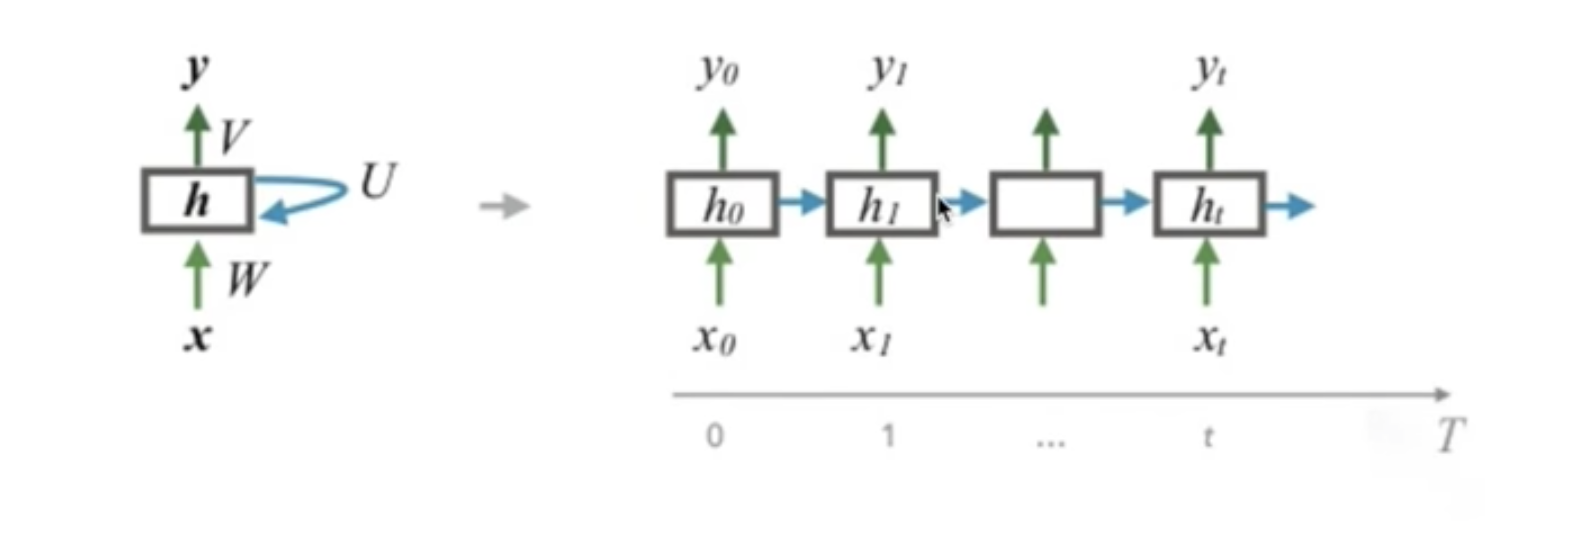 y
V
h
U
W
x
y0 y1 yt
h0 h1 ht
x0 x1 xt
0 1 ... t T